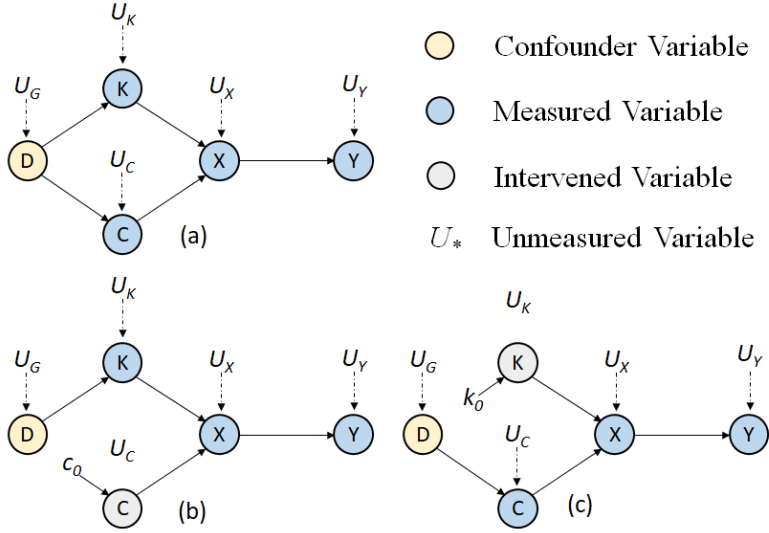 U_K
U_G
K
U_X
U_Y
D
U_C
X
Y
C
(a)
Confounder Variable
Measured Variable
Intervened Variable
U_* Unmeasured Variable
U_K
U_G
K
U_X
U_Y
D
U_C
X
Y
c_0
C
(b)
U_K
U_G
K
U_X
U_Y
k_0
D
U_C
X
Y
C
(c)